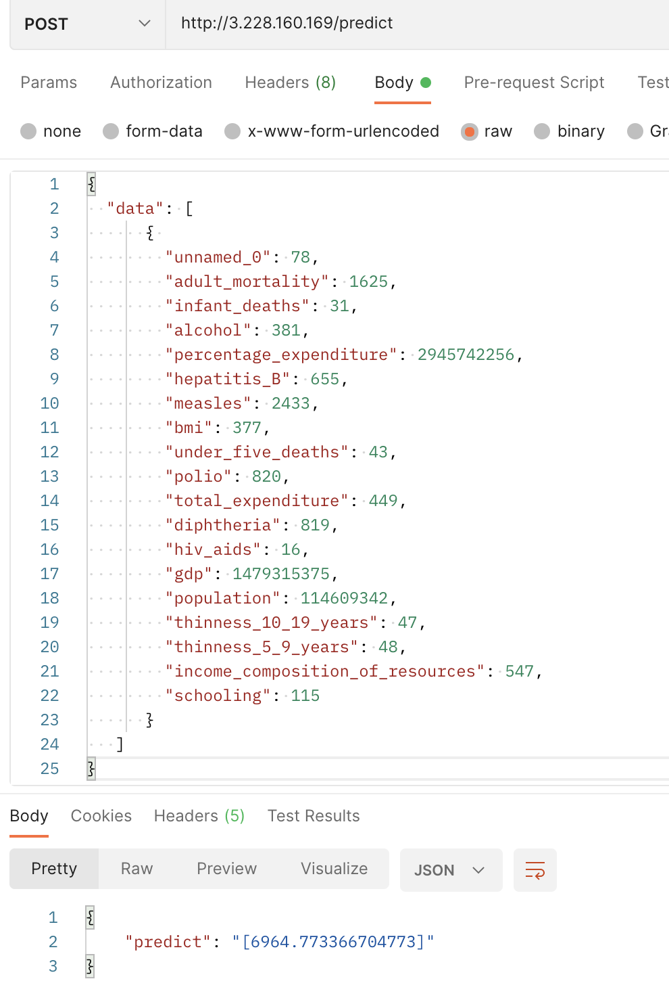 POST http://3.228.160.169/predict
Params Authorization Headers (8) Body Pre-request Script Test
none form-data x-www-form-urlencoded raw binary Gr
1 {
2 "data": [
3 {
4 "unnamed_0": 78,
5 "adult_mortality": 1625,
6 "infant_deaths": 31,
7 "alcohol": 381,
8 "percentage_expenditure": 2945742256,
9 "hepatitis_B": 655,
10 "measles": 2433,
11 "bmi": 377,
12 "under_five_deaths": 43,
13 "polio": 820,
14 "total_expenditure": 449,
15 "diphtheria": 819,
16 "hiv_aids": 16,
17 "gdp": 1479315375,
18 "population": 114609342,
19 "thinness_10_19_years": 47,
20 "thinness_5_9_years": 48,
21 "income_composition_of_resources": 547,
22 "schooling": 115
23 }
24 ]
25 }
Body Cookies Headers (5) Test Results
Pretty Raw Preview Visualize JSON
1 {
2 "predict": "[6964.773366704773]"
3 }